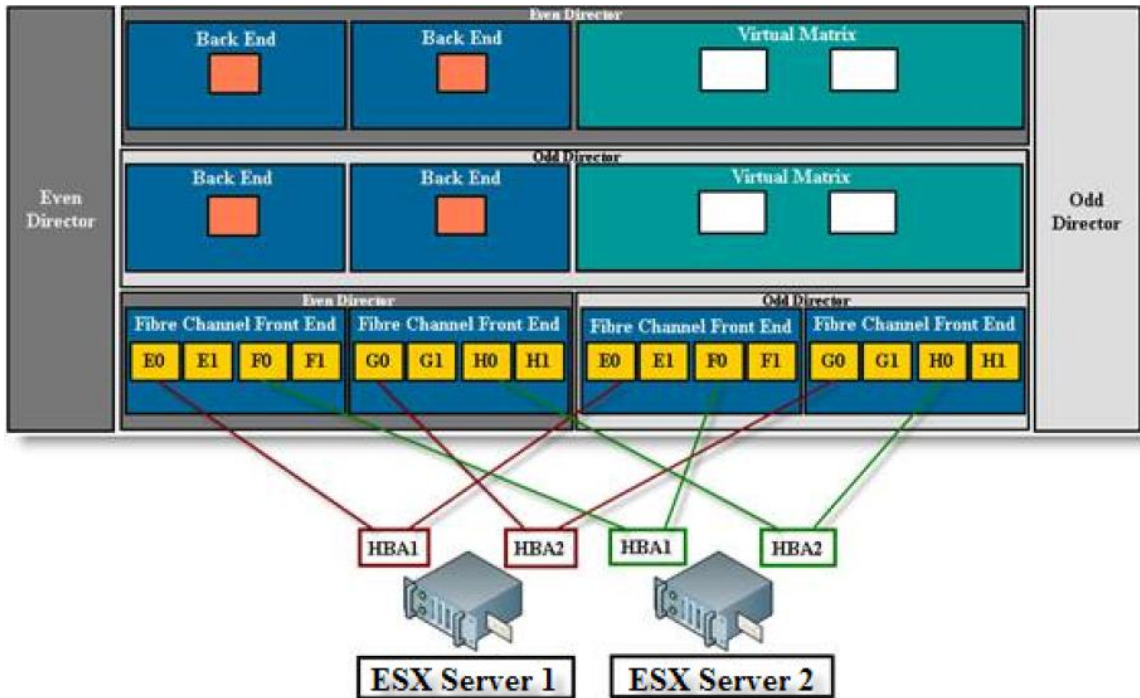 Even Director
Back End
Back End
Virtual Matrix
Odd Director
Back End
Back End
Virtual Matrix
Even
Director
Odd
Director
Even Director
Odd Director
Fibre Channel Front End
Fibre Channel Front End
Fibre Channel Front End
Fibre Channel Front End
E0 E1 F0 F1 G0 G1 H0 H1 E0 E1 F0 F1 G0 G1 H0 H1
HBA1 HBA2 HBA1 HBA2
ESX Server 1
ESX Server 2